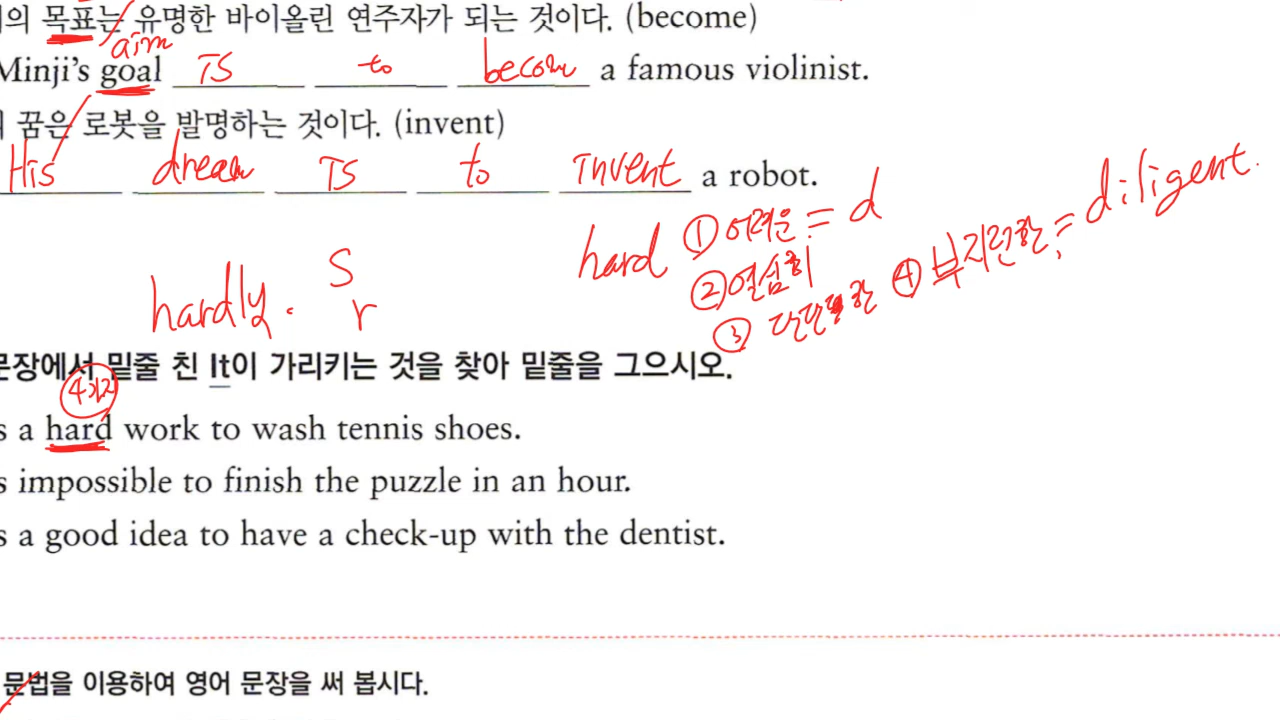 의 목표는 유명한 바이올린 연주자가 되는 것이다. (become)
aim
Minji's goal is to become a famous violinist.
꿈은 로봇을 발명하는 것이다. (invent)
His dream is to invent a robot.
hard ① 어려운 = d
② 열심히 ④ 부지런한 = diligent.
③ 단단한
hardly. s
r
문장에서 밑줄 친 It이 가리키는 것을 찾아 밑줄을 그으시오.
4가지
s a hard work to wash tennis shoes.
s impossible to finish the puzzle in an hour.
s a good idea to have a check-up with the dentist.
문법을 이용하여 영어 문장을 써 봅시다.